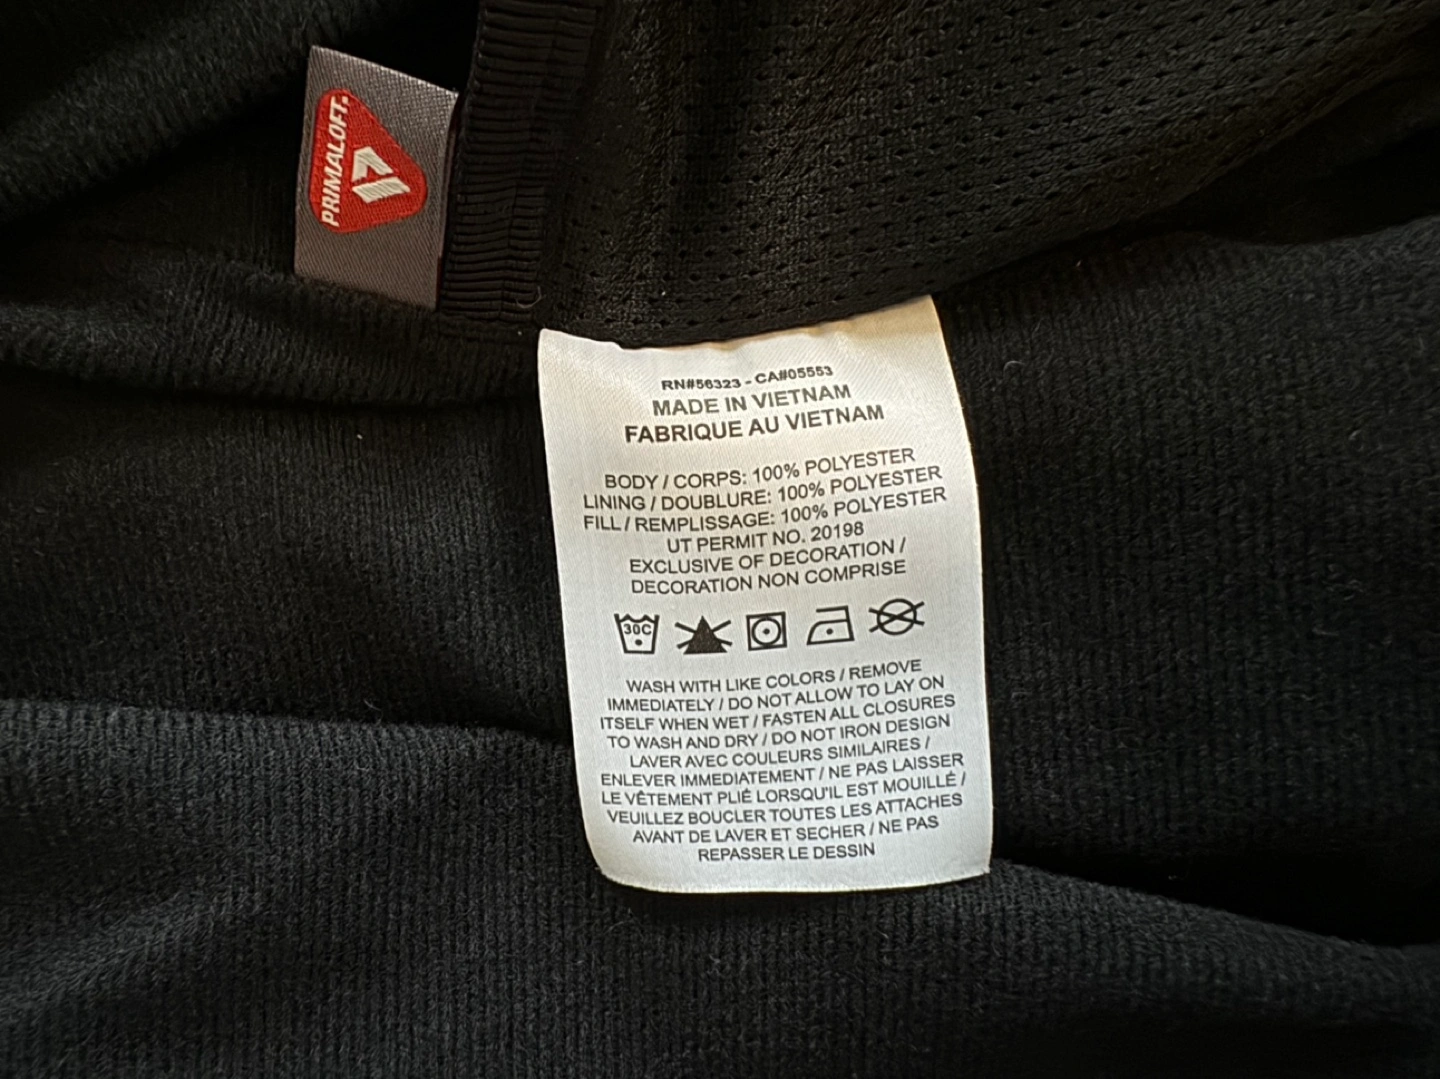 PRIMALOFT®
RN#56323 - CA#05553
MADE IN VIETNAM
FABRIQUE AU VIETNAM
BODY / CORPS: 100% POLYESTER
LINING / DOUBLURE: 100% POLYESTER
FILL / REMPLISSAGE: 100% POLYESTER
UT PERMIT NO. 20198
EXCLUSIVE OF DECORATION /
DECORATION NON COMPRISE
30C
WASH WITH LIKE COLORS / REMOVE
IMMEDIATELY / DO NOT ALLOW TO LAY ON
ITSELF WHEN WET / FASTEN ALL CLOSURES
TO WASH AND DRY / DO NOT IRON DESIGN
LAVER AVEC COULEURS SIMILAIRES /
ENLEVER IMMEDIATEMENT / NE PAS LAISSER
LE VÊTEMENT PLIÉ LORSQU'IL EST MOUILLÉ /
VEUILLEZ BOUCLER TOUTES LES ATTACHES
AVANT DE LAVER ET SECHER / NE PAS
REPASSER LE DESSIN